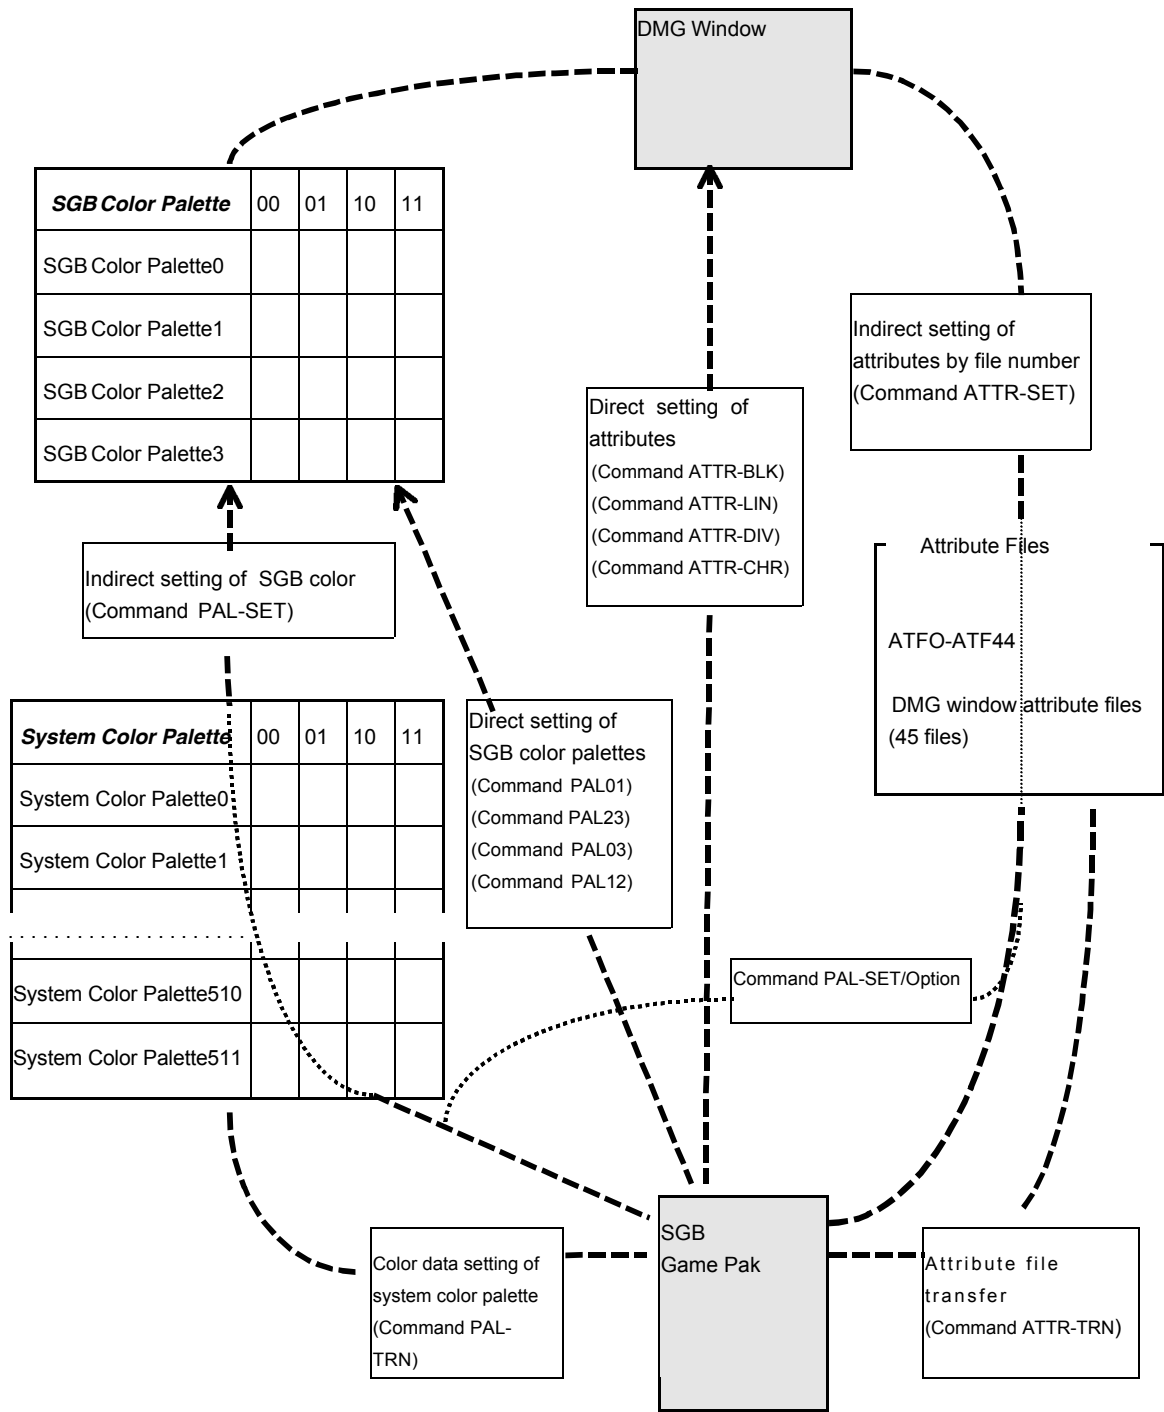 DMG Window
SGB Color Palette 00 01 10 11
SGB Color Palette0
SGB Color Palette1
SGB Color Palette2
SGB Color Palette3
Indirect setting of
attributes by file number
(Command ATTR-SET)
Direct setting of
attributes
(Command ATTR-BLK)
(Command ATTR-LIN)
(Command ATTR-DIV)
(Command ATTR-CHR)
Indirect setting of SGB color
(Command PAL-SET)
Attribute Files
ATFO-ATF44
DMG window attribute files
(45 files)
System Color Palette 00 01 10 11
System Color Palette0
System Color Palette1
System Color Palette510
System Color Palette511
Direct setting of
SGB color palettes
(Command PAL01)
(Command PAL23)
(Command PAL03)
(Command PAL12)
Command PAL-SET/Option
Color data setting of
system color palette
(Command PAL-
TRN)
SGB
Game Pak
Attribute file
transfer
(Command ATTR-TRN)